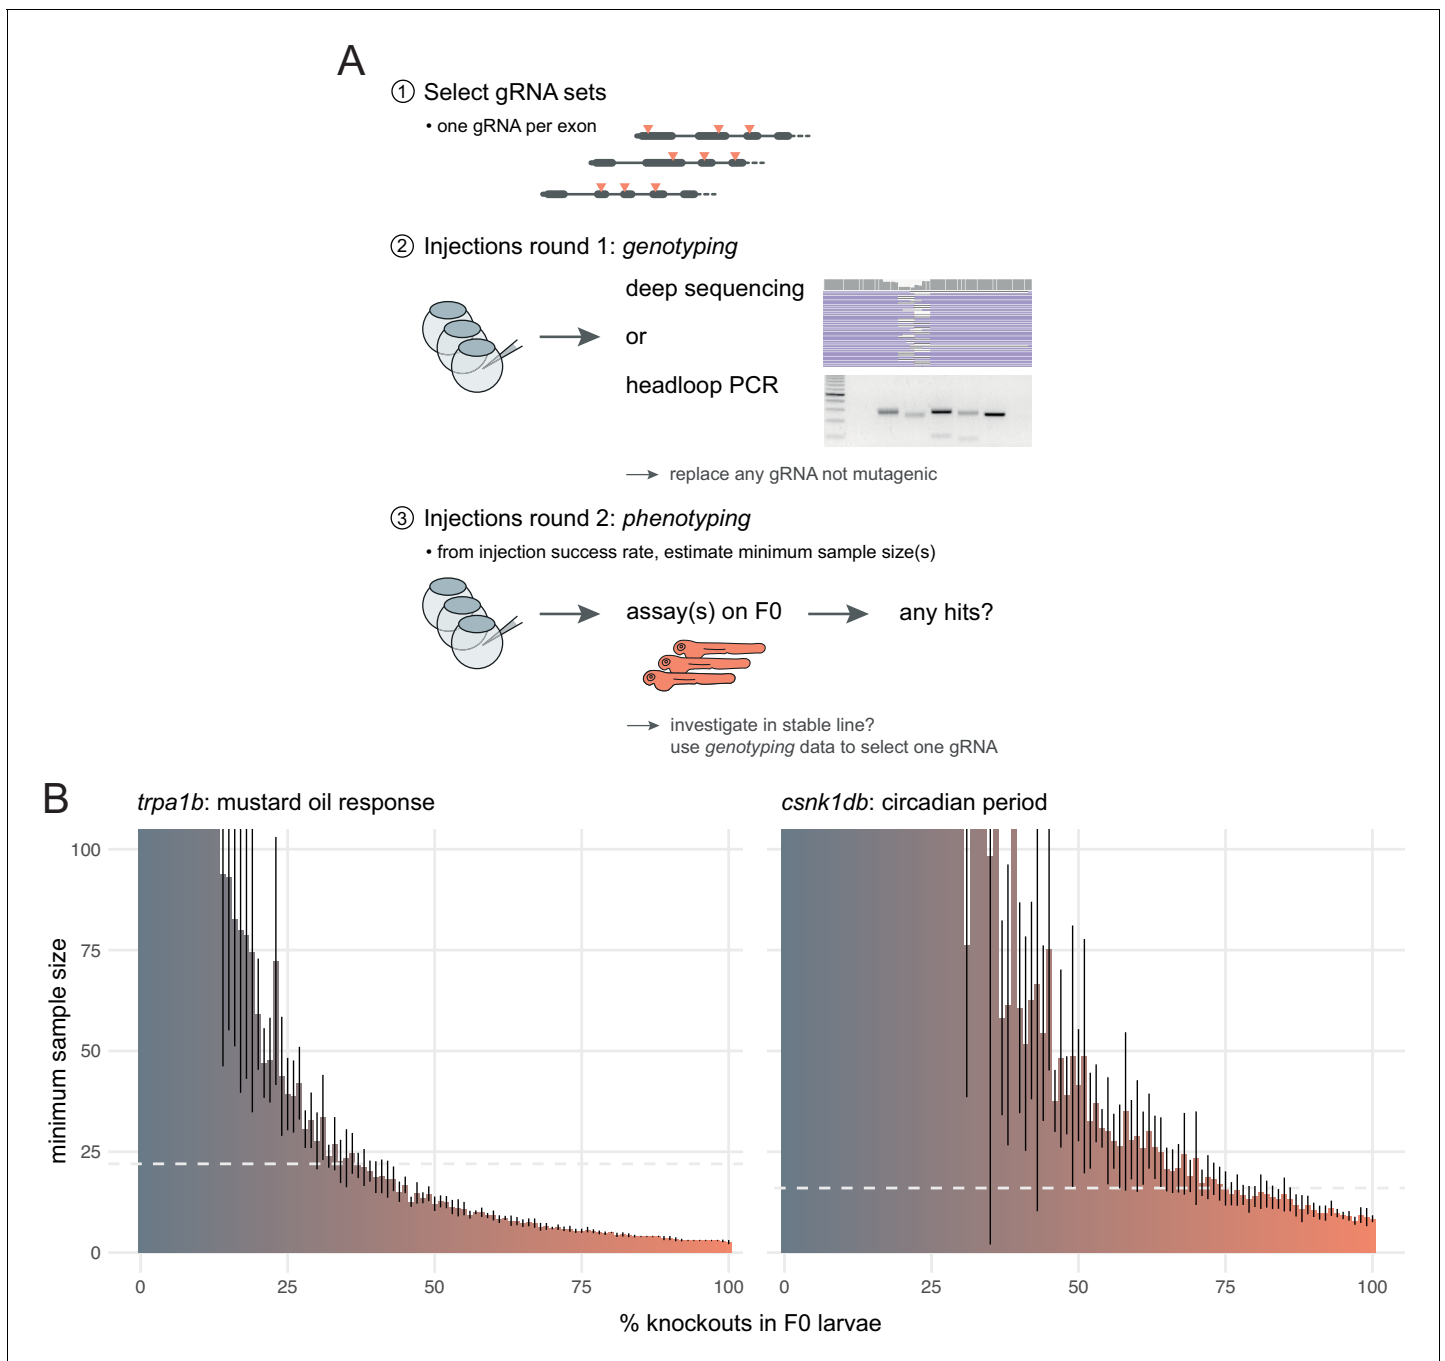 A
① Select gRNA sets
• one gRNA per exon
② Injections round 1: genotyping
deep sequencing
or
headloop PCR
replace any gRNA not mutagenic
③ Injections round 2: phenotyping
• from injection success rate, estimate minimum sample size(s)
assay(s) on F0
any hits?
investigate in stable line?
use genotyping data to select one gRNA
B
trpa1b: mustard oil response
csnk1db: circadian period
minimum sample size
100
75
50
25
0
0 25 50 75 100
0 25 50 75 100
% knockouts in F0 larvae